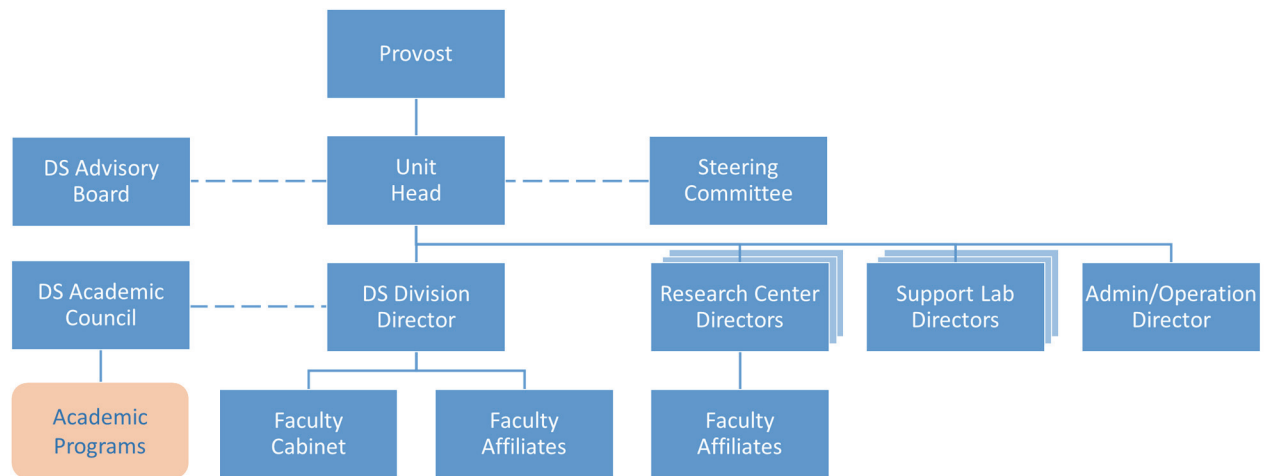 Provost
DS Advisory
Board
Unit
Head
Steering
Committee
DS Academic
Council
DS Division
Director
Research Center
Directors
Support Lab
Directors
Admin/Operation
Director
Academic
Programs
Faculty
Cabinet
Faculty
Affiliates
Faculty
Affiliates